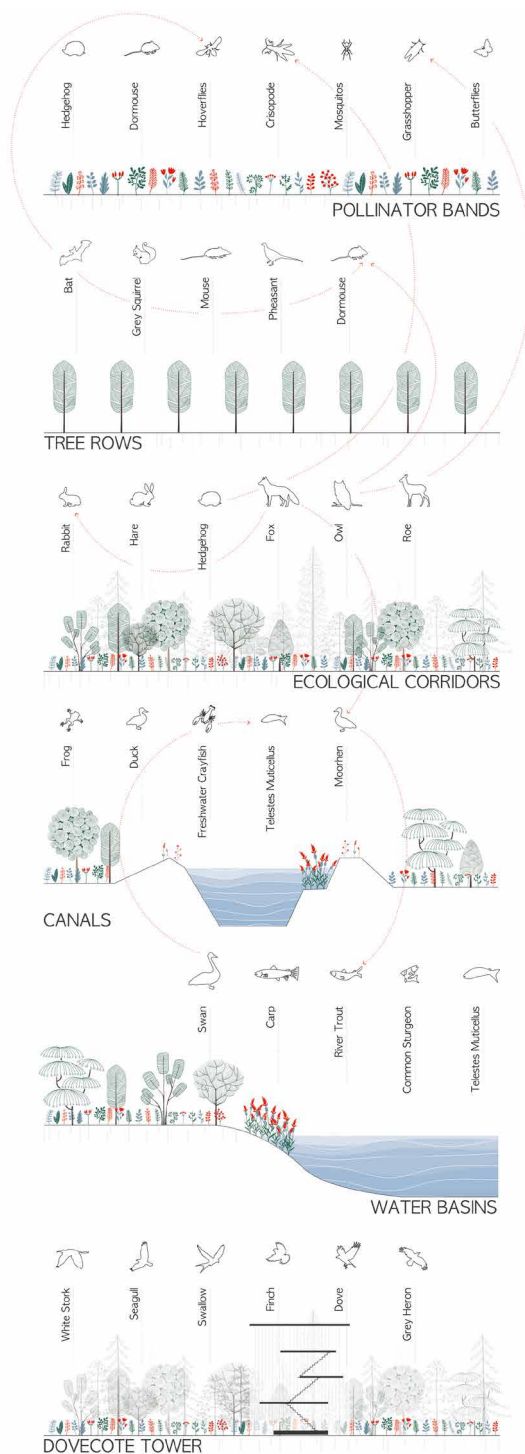 Hedgehog
Dormouse
Hoverflies
Crisopode
Mosquitos
Grasshopper
Butterflies
POLLINATOR BANDS
Bat
Grey Squirrel
Mouse
Pheasant
Dormouse
TREE ROWS
Rabbit
Hare
Hedgehog
Fox
Owl
Roe
ECOLOGICAL CORRIDORS
Frog
Duck
Freshwater Crayfish
Telestes Muticellus
Moorhen
CANALS
Swan
Carp
River Trout
Common Sturgeon
Telestes Muticellus
WATER BASINS
White Stork
Seagull
Swallow
Finch
Dove
Grey Heron
DOVECOTE TOWER